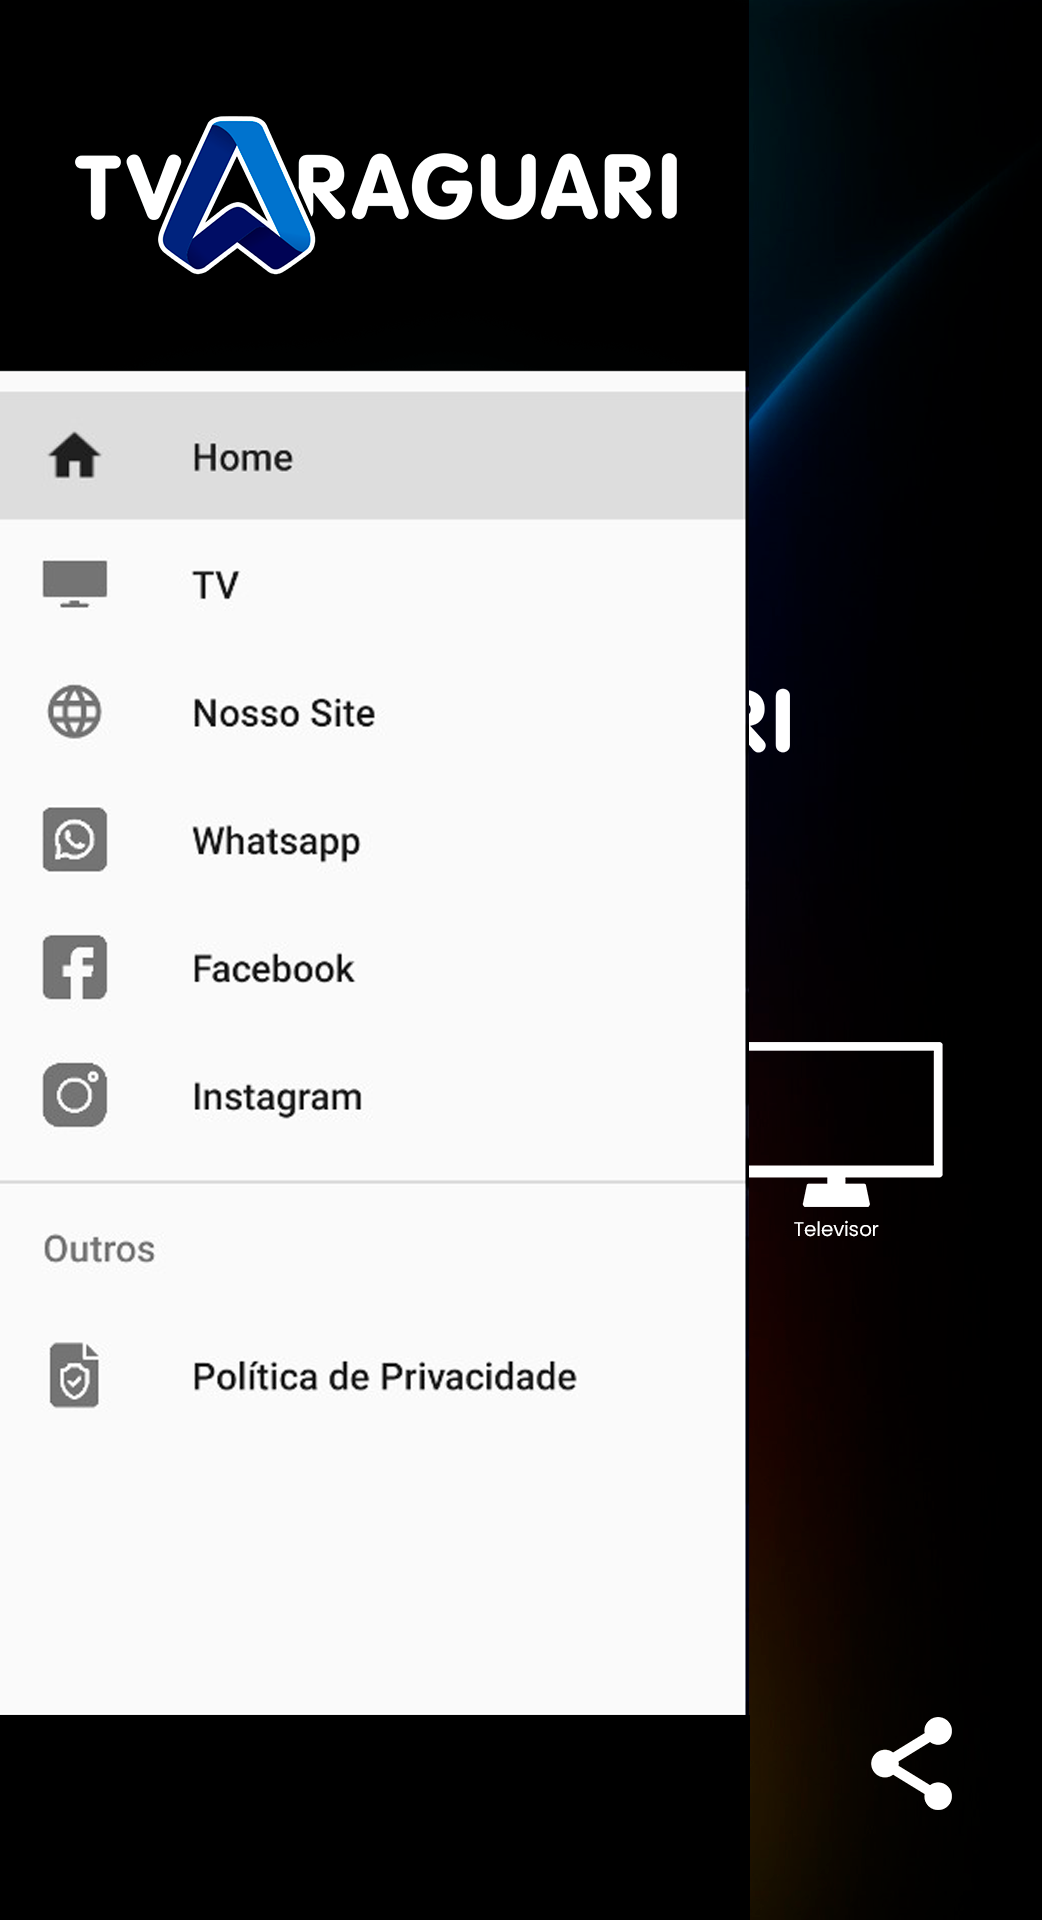 TV ARAGUARI
Home
TV
Nosso Site
RI
Whatsapp
Facebook
Instagram
Televisor
Outros
Política de Privacidade